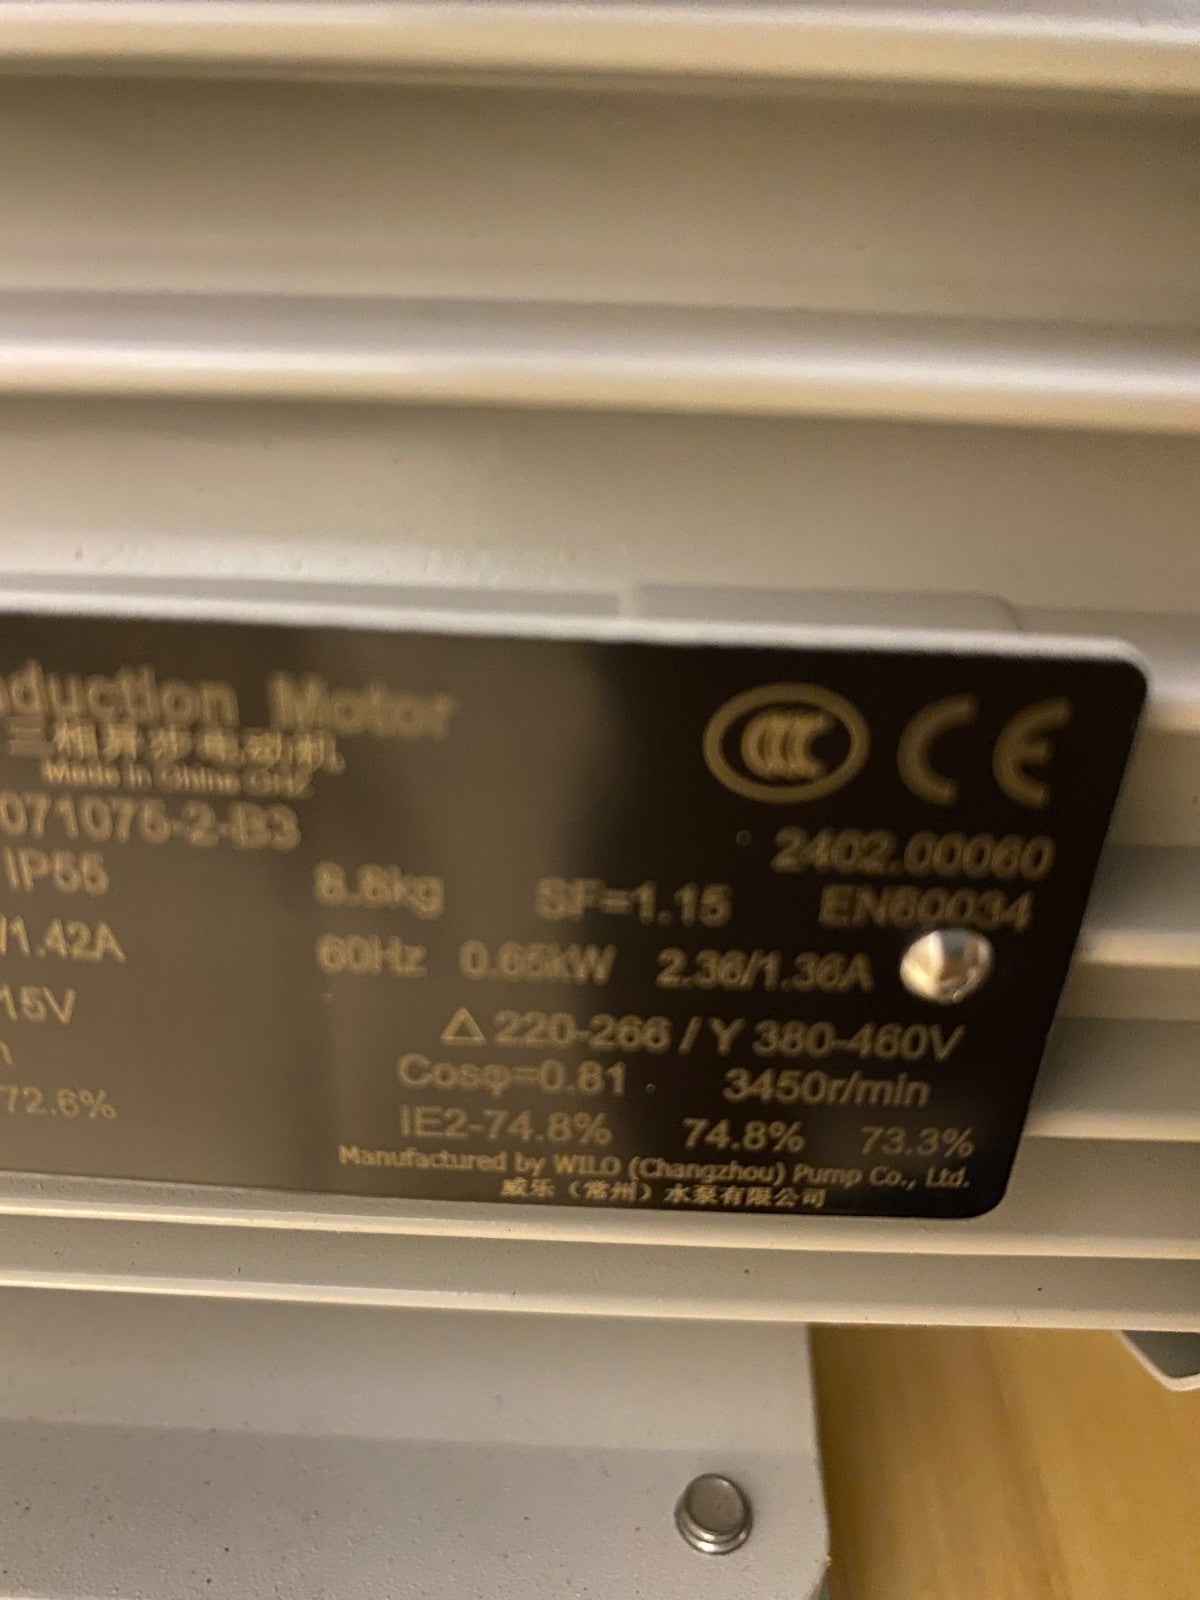 duction Motor
三相异步电动机
Made in China CHZ
071075-2-B3
2402.00060
IP55 8.8kg SF=1.15 EN60034
/1.42A 60Hz 0.65kW 2.36/1.36A
15V △ 220-266 / Y 380-460V
Cosφ=0.81 3450r/min
72.6% IE2-74.8% 74.8% 73.3%
Manufactured by WILO (Changzhou) Pump Co., Ltd.
威乐（常州）水泵有限公司